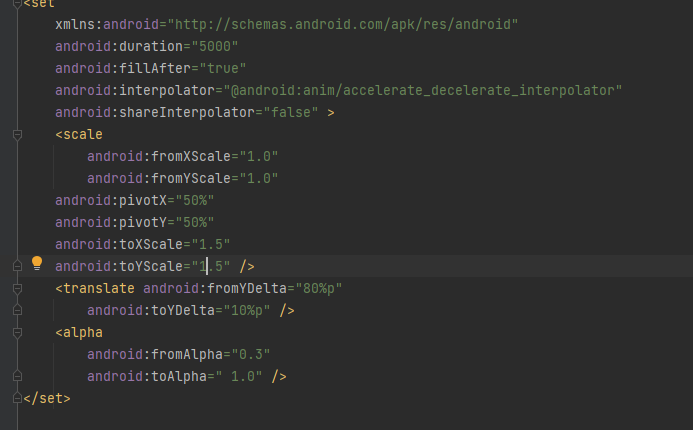 <set
xmlns:android="http://schemas.android.com/apk/res/android"
android:duration="5000"
android:fillAfter="true"
android:interpolator="@android:anim/accelerate_decelerate_interpolator"
android:shareInterpolator="false" >
<scale
android:fromXScale="1.0"
android:fromYScale="1.0"
android:pivotX="50%"
android:pivotY="50%"
android:toXScale="1.5"
android:toYScale="1.5" />
<translate android:fromYDelta="80%p"
android:toYDelta="10%p" />
<alpha
android:fromAlpha="0.3"
android:toAlpha=" 1.0" />
</set>